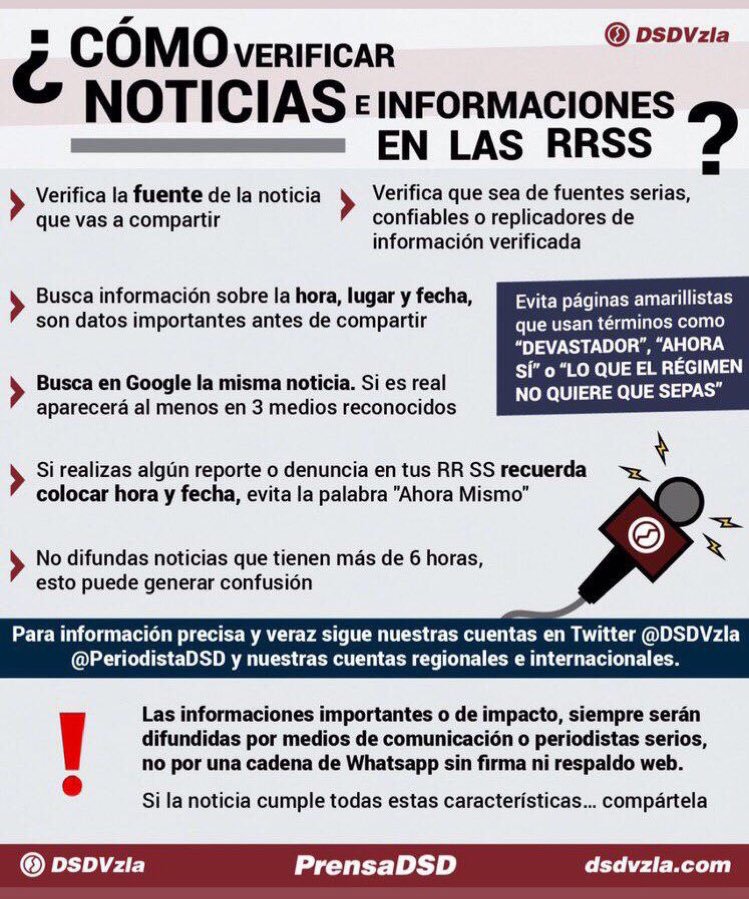 DSDVzla
¿CÓMO VERIFICAR
NOTICIAS E INFORMACIONES
EN LAS RRSS ?
Verifica la fuente de la noticia
que vas a compartir
Verifica que sea de fuentes serias,
confiables o replicadores de
información verificada
Busca información sobre la hora, lugar y fecha,
son datos importantes antes de compartir
Evita páginas amarillistas
que usan términos como
“DEVASTADOR”, “AHORA
SÍ” o “LO QUE EL RÉGIMEN
NO QUIERE QUE SEPAS”
Busca en Google la misma noticia. Si es real
aparecerá al menos en 3 medios reconocidos
Si realizas algún reporte o denuncia en tus RR SS recuerda
colocar hora y fecha, evita la palabra "Ahora Mismo"
No difundas noticias que tienen más de 6 horas,
esto puede generar confusión
Para información precisa y veraz sigue nuestras cuentas en Twitter @DSDVzla
@PeriodistaDSD y nuestras cuentas regionales e internacionales.
!
Las informaciones importantes o de impacto, siempre serán
difundidas por medios de comunicación o periodistas serios,
no por una cadena de Whatsapp sin firma ni respaldo web.
Si la noticia cumple todas estas características... compártela
DSDVzla
PrensaDSD
dsdvzla.com